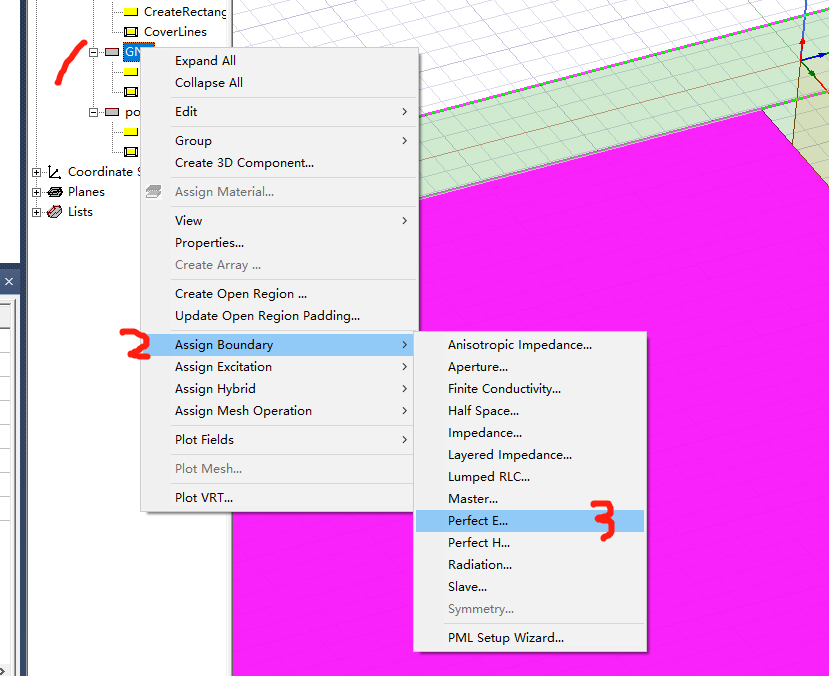 CreateRectang
CoverLines
1
GN
po
Coordinate S
Planes
Lists
Expand All
Collapse All
Edit
Group
Create 3D Component...
Assign Material...
View
Properties...
Create Array ...
Create Open Region ...
Update Open Region Padding...
2
Assign Boundary
Assign Excitation
Assign Hybrid
Assign Mesh Operation
Plot Fields
Plot Mesh...
Plot VRT...
Anisotropic Impedance...
Aperture...
Finite Conductivity...
Half Space...
Impedance...
Layered Impedance...
Lumped RLC...
Master...
Perfect E...
3
Perfect H...
Radiation...
Slave...
Symmetry...
PML Setup Wizard...